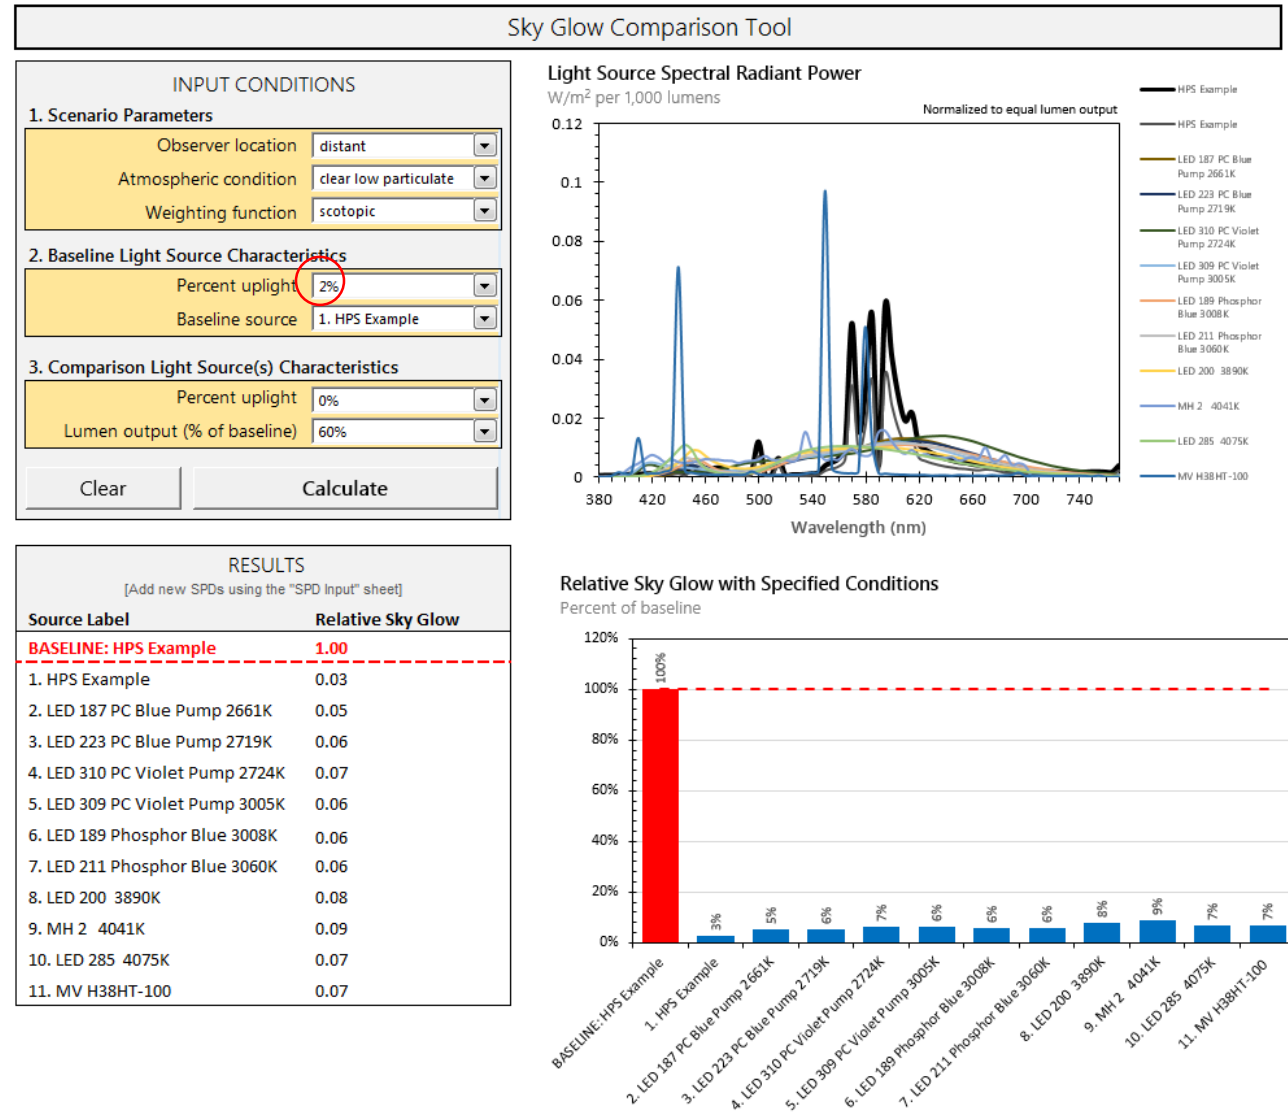 Sky Glow Comparison Tool
INPUT CONDITIONS
1. Scenario Parameters
Observer location distant
Atmospheric condition clear low particulate
Weighting function scotopic
2. Baseline Light Source Characteristics
Percent uplight 2%
Baseline source 1. HPS Example
3. Comparison Light Source(s) Characteristics
Percent uplight 0%
Lumen output (% of baseline) 60%
Clear Calculate
RESULTS
[Add new SPDs using the "SPD Input" sheet]
Source Label Relative Sky Glow
BASELINE: HPS Example 1.00
1. HPS Example 0.03
2. LED 187 PC Blue Pump 2661K 0.05
3. LED 223 PC Blue Pump 2719K 0.06
4. LED 310 PC Violet Pump 2724K 0.07
5. LED 309 PC Violet Pump 3005K 0.06
6. LED 189 Phosphor Blue 3008K 0.06
7. LED 211 Phosphor Blue 3060K 0.06
8. LED 200 3890K 0.08
9. MH 2 4041K 0.09
10. LED 285 4075K 0.07
11. MV H38HT-100 0.07
Light Source Spectral Radiant Power
W/m² per 1,000 lumens
Normalized to equal lumen output
0.12
0.1
0.08
0.06
0.04
0.02
0
380 420 460 500 540 580 620 660 700 740
Wavelength (nm)
HPS Example
HPS Example
LED 187 PC Blue
Pump 2661K
LED 223 PC Blue
Pump 2719K
LED 310 PC Violet
Pump 2724K
LED 309 PC Violet
Pump 3005K
LED 189 Phosphor
Blue 3008K
LED 211 Phosphor
Blue 3060K
LED 200 3890K
MH 2 4041K
LED 285 4075K
MV H38HT-100
Relative Sky Glow with Specified Conditions
Percent of baseline
120%
100%
80%
60%
40%
20%
0%
100% 3% 5% 6% 7% 6% 6% 6% 8% 9% 7% 7%
BASELINE: HPS Example
1. HPS Example
2. LED 187 PC Blue Pump 2661K
3. LED 223 PC Blue Pump 2719K
4. LED 310 PC Violet Pump 2724K
5. LED 309 PC Violet Pump 3005K
6. LED 189 Phosphor Blue 3008K
7. LED 211 Phosphor Blue 3060K
8. LED 200 3890K
9. MH 2 4041K
10. LED 285 4075K
11. MV H38HT-100